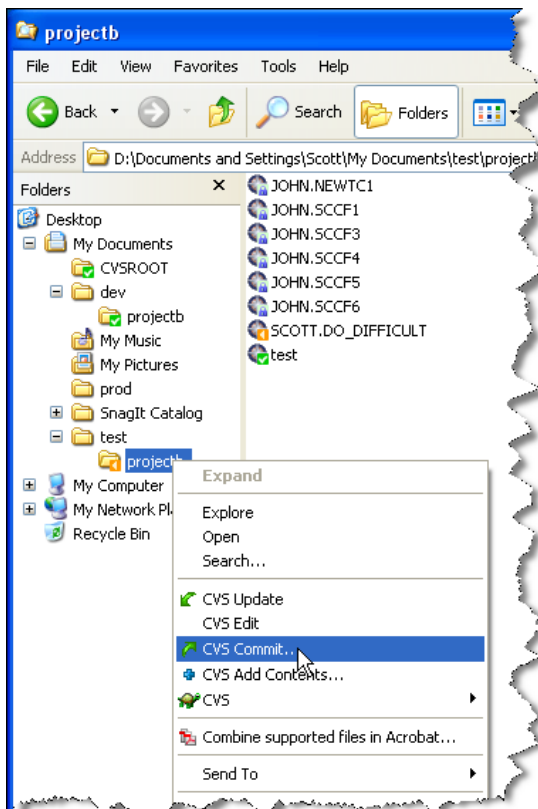 projectb
File Edit View Favorites Tools Help
Back Search Folders
Address D:\Documents and Settings\Scott\My Documents\test\project
Folders x
Desktop
My Documents
CVSROOT
dev
projectb
My Music
My Pictures
prod
SnagIt Catalog
test
projectb
My Computer
My Network Pl
Recycle Bin
JOHN.NEWTC1
JOHN.SCCF1
JOHN.SCCF3
JOHN.SCCF4
JOHN.SCCF5
JOHN.SCCF6
SCOTT.DO_DIFFICULT
test
Expand
Explore
Open
Search...
CVS Update
CVS Edit
CVS Commit...
CVS Add Contents...
CVS
Combine supported files in Acrobat...
Send To